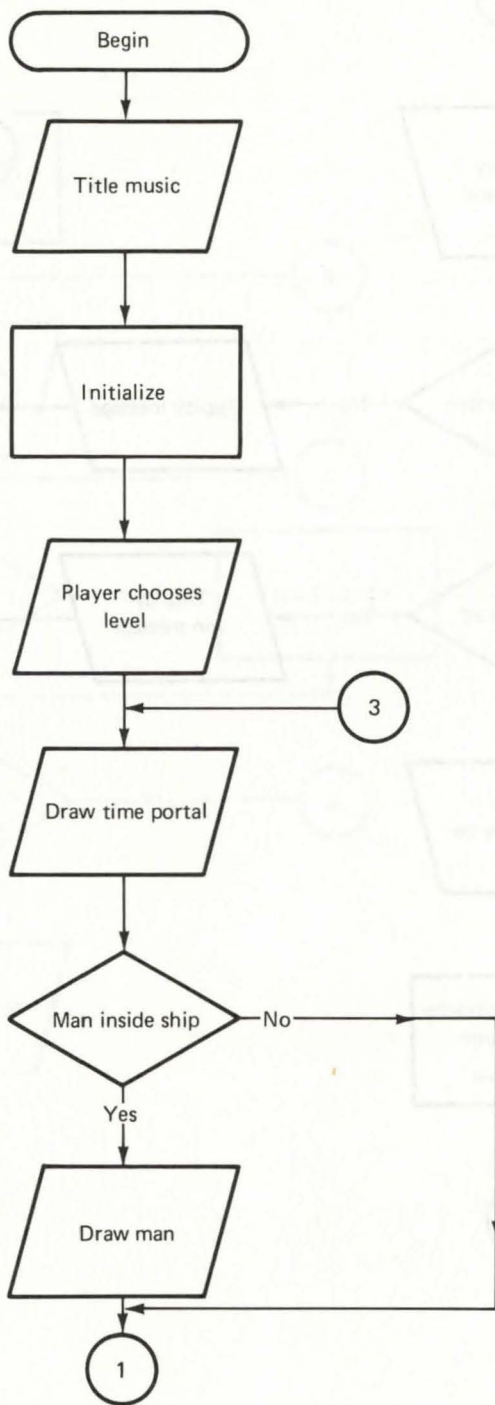 Begin
Title music
Initialize
Player chooses
level
3
Draw time portal
Man inside ship
No
Yes
Draw man
1